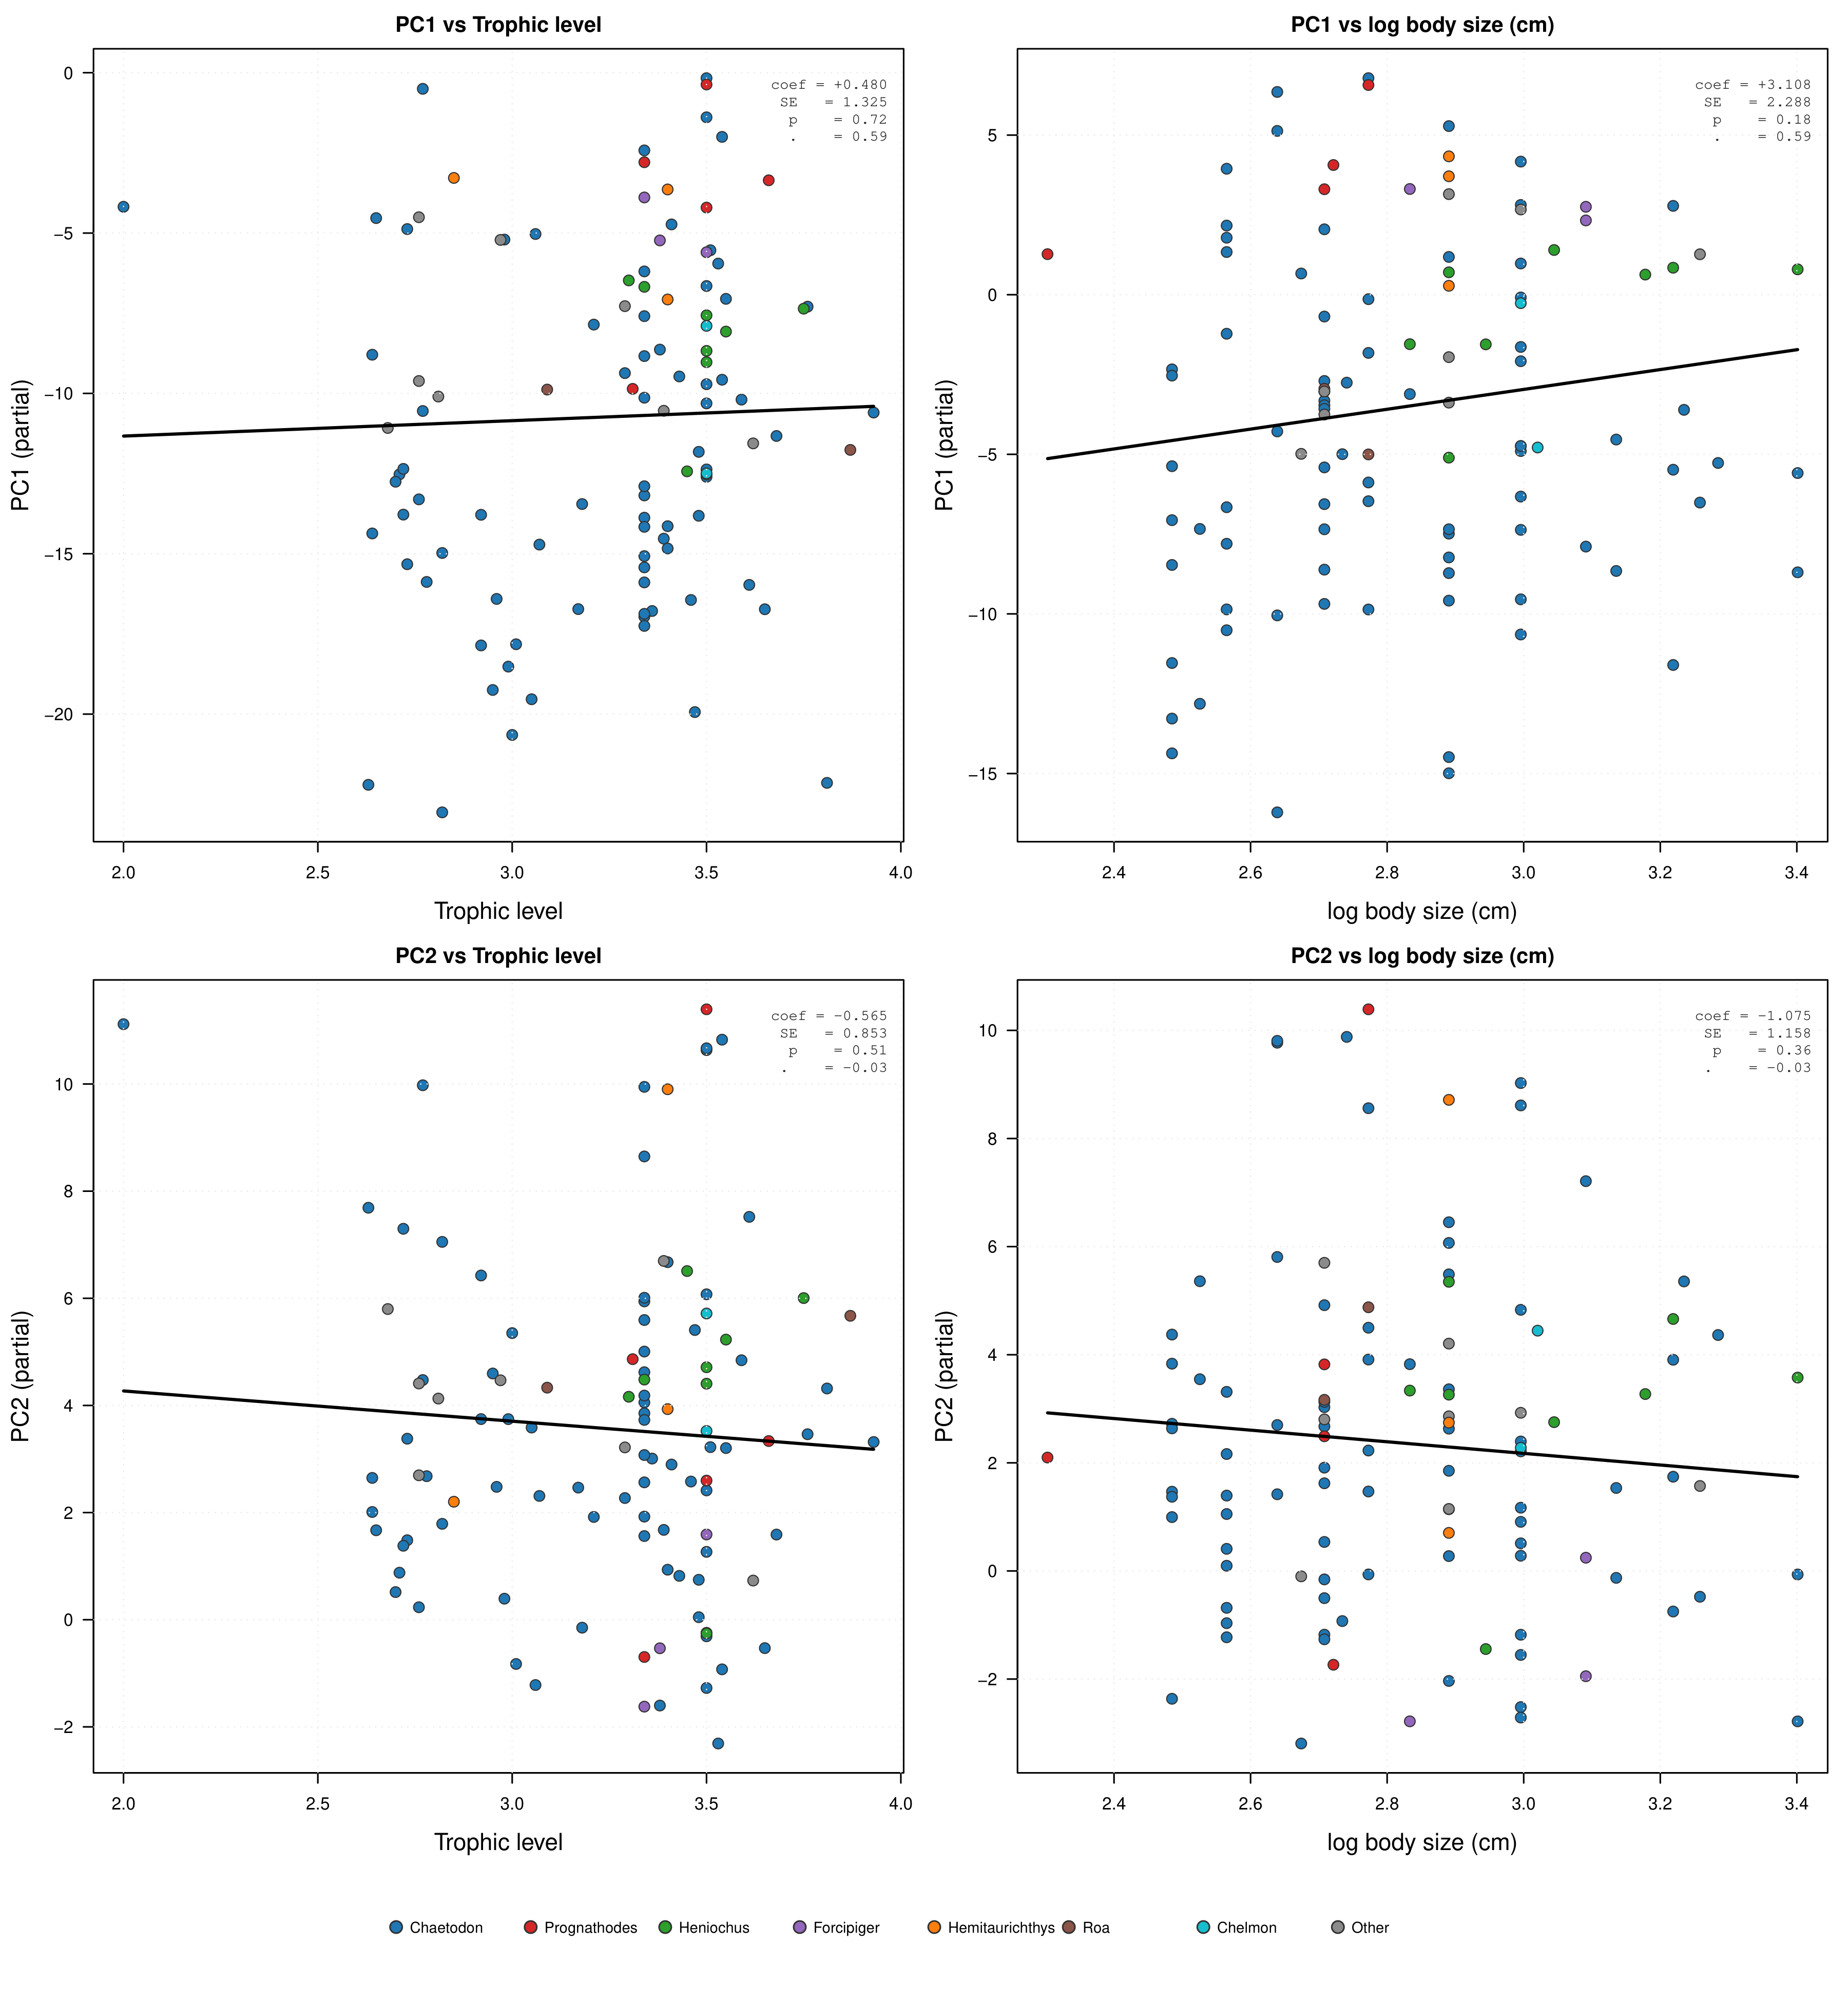 PC1 vs Trophic level
coef = +0.480
SE = 1.325
p = 0.72
. = 0.59
0
−5
−10
−15
−20
PC1 (partial)
2.0 2.5 3.0 3.5 4.0
Trophic level
PC1 vs log body size (cm)
coef = +3.108
SE = 2.288
p = 0.18
. = 0.59
5
0
−5
−10
−15
PC1 (partial)
2.4 2.6 2.8 3.0 3.2 3.4
log body size (cm)
PC2 vs Trophic level
coef = −0.565
SE = 0.853
p = 0.51
. = −0.03
10
8
6
4
2
0
−2
PC2 (partial)
2.0 2.5 3.0 3.5 4.0
Trophic level
PC2 vs log body size (cm)
coef = −1.075
SE = 1.158
p = 0.36
. = −0.03
10
8
6
4
2
0
−2
PC2 (partial)
2.4 2.6 2.8 3.0 3.2 3.4
log body size (cm)
Chaetodon Prognathodes Heniochus Forcipiger Hemitaurichthys Roa Chelmon Other